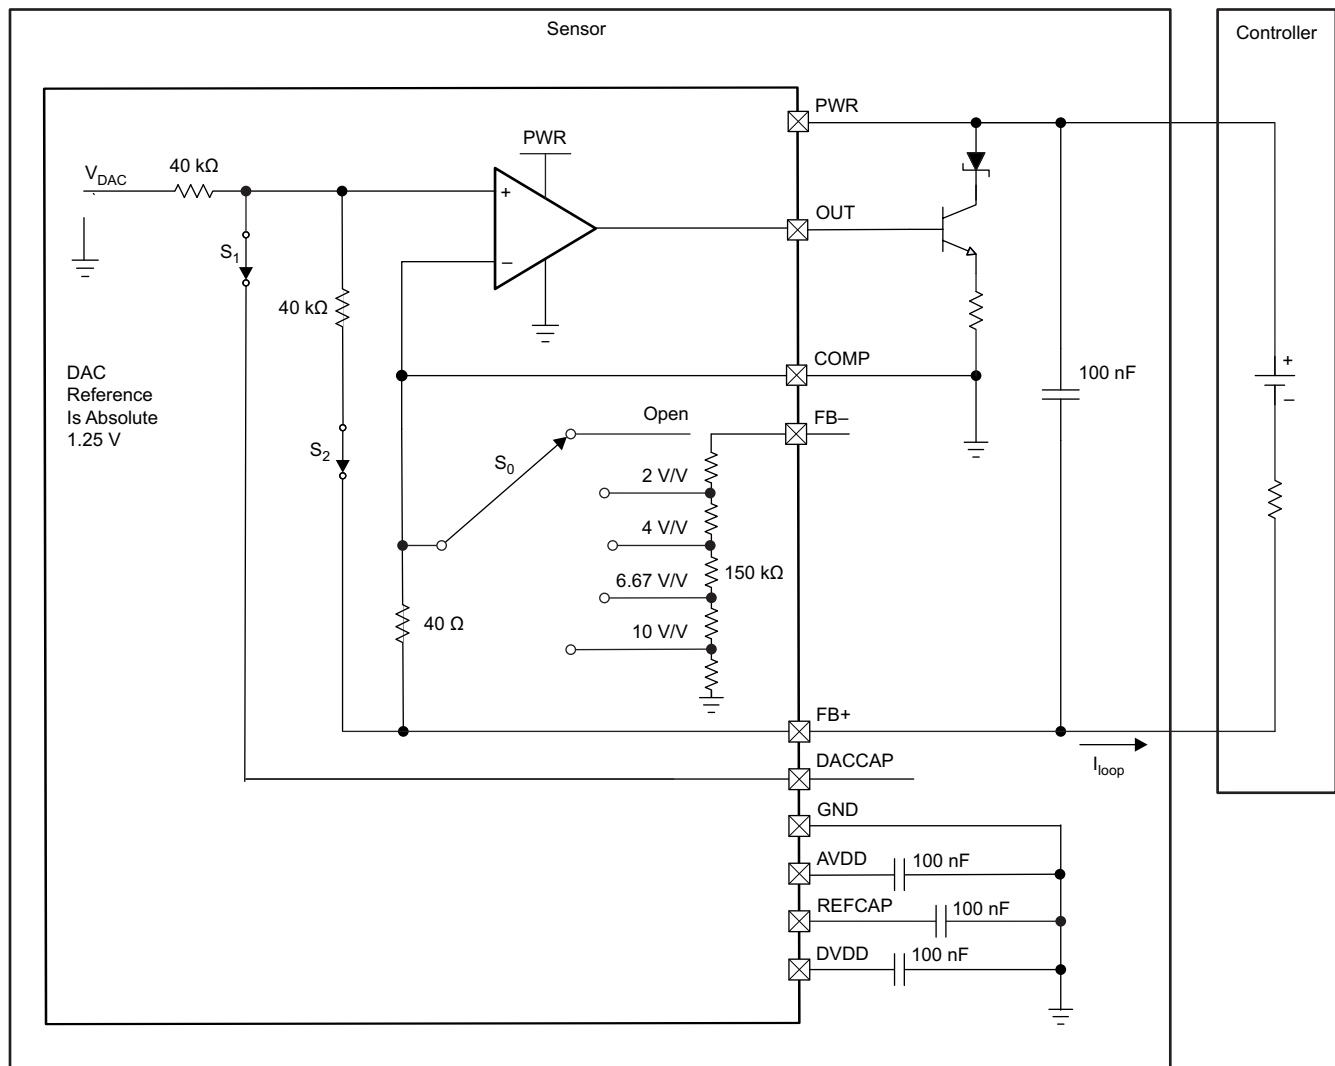 Sensor
Controller
PWR
PWR
40 kΩ
V_DAC
+
–
OUT
S_1
40 kΩ
COMP
DAC
Reference
Is Absolute
1.25 V
100 nF
+
–
Open
FB–
S_2
S_0
2 V/V
4 V/V
150 kΩ
6.67 V/V
40 Ω
10 V/V
FB+
I_loop
DACCAP
GND
AVDD
100 nF
REFCAP
100 nF
DVDD
100 nF